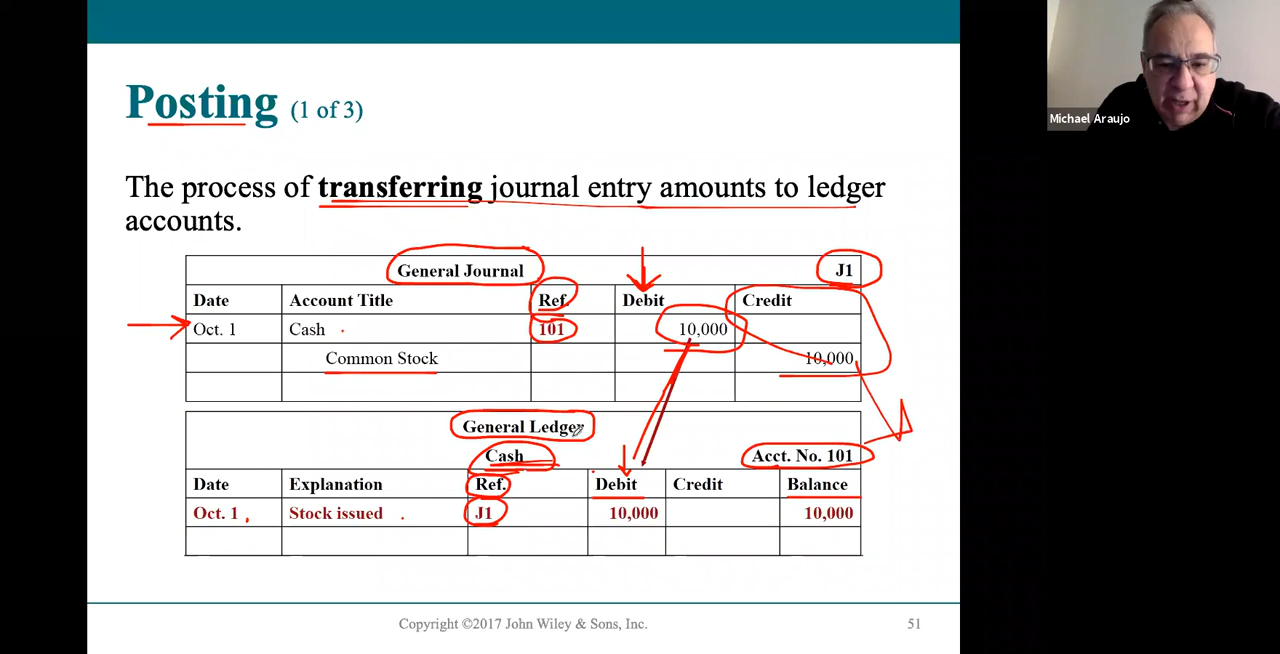 Posting (1 of 3)
Michael Araujo
The process of transferring journal entry amounts to ledger
accounts.
General Journal J1
Date Account Title Ref. Debit Credit
Oct. 1 Cash 101 10,000
Common Stock 10,000
General Ledger
Cash Acct. No. 101
Date Explanation Ref. Debit Credit Balance
Oct. 1 Stock issued J1 10,000 10,000
Copyright ©2017 John Wiley & Sons, Inc. 51